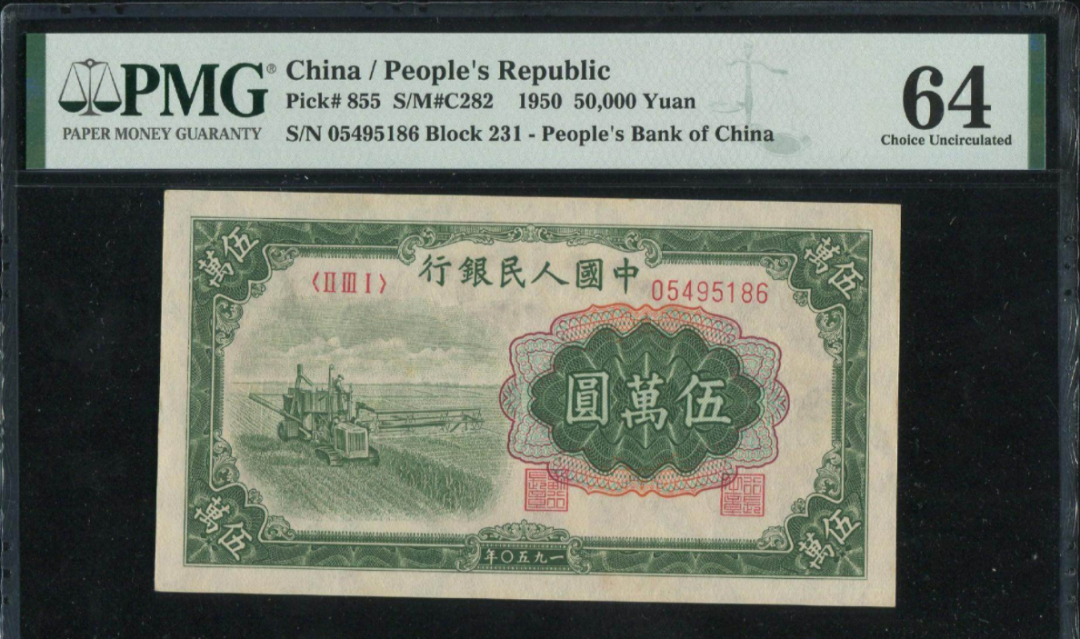 PMG®
PAPER MONEY GUARANTY
China / People's Republic
Pick# 855 S/M#C282 1950 50,000 Yuan
S/N 05495186 Block 231 - People's Bank of China
64
Choice Uncirculated
伍萬
伍萬
行銀民人國中
〈II III I〉
05495186
圓萬伍
伍萬
伍萬
年〇五九一